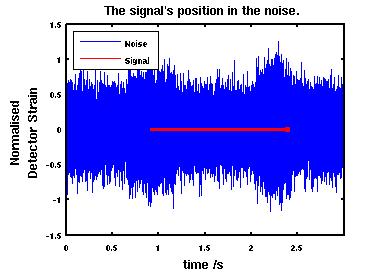 The signal's position in the noise.
Normalised
Detector Strain
1.5
1
0.5
0
-0.5
-1
-1.5
Noise
Signal
0
0.5
1
1.5
2
2.5
time /s